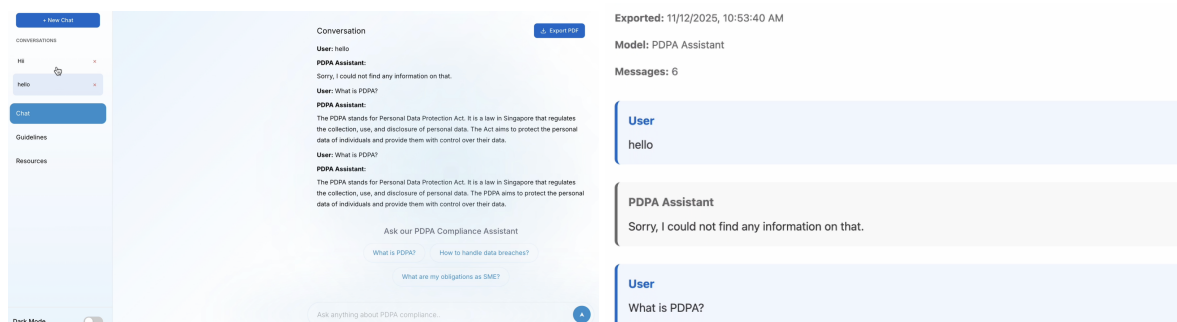 + New Chat
CONVERSATIONS
Hii
×
hello
×
Chat
Guidelines
Resources
Dark Mode
Conversation
Export PDF
User: hello
PDPA Assistant:
Sorry, I could not find any information on that.
User: What is PDPA?
PDPA Assistant:
The PDPA stands for Personal Data Protection Act. It is a law in Singapore that regulates
the collection, use, and disclosure of personal data. The Act aims to protect the personal
data of individuals and provide them with control over their data.
User: What is PDPA?
PDPA Assistant:
The PDPA stands for Personal Data Protection Act. It is a law in Singapore that regulates
the collection, use, and disclosure of personal data. The PDPA aims to protect the personal
data of individuals and provide them with control over their data.
Ask our PDPA Compliance Assistant
What is PDPA?
How to handle data breaches?
What are my obligations as SME?
Ask anything about PDPA compliance..
Exported: 11/12/2025, 10:53:40 AM
Model: PDPA Assistant
Messages: 6
User
hello
PDPA Assistant
Sorry, I could not find any information on that.
User
What is PDPA?